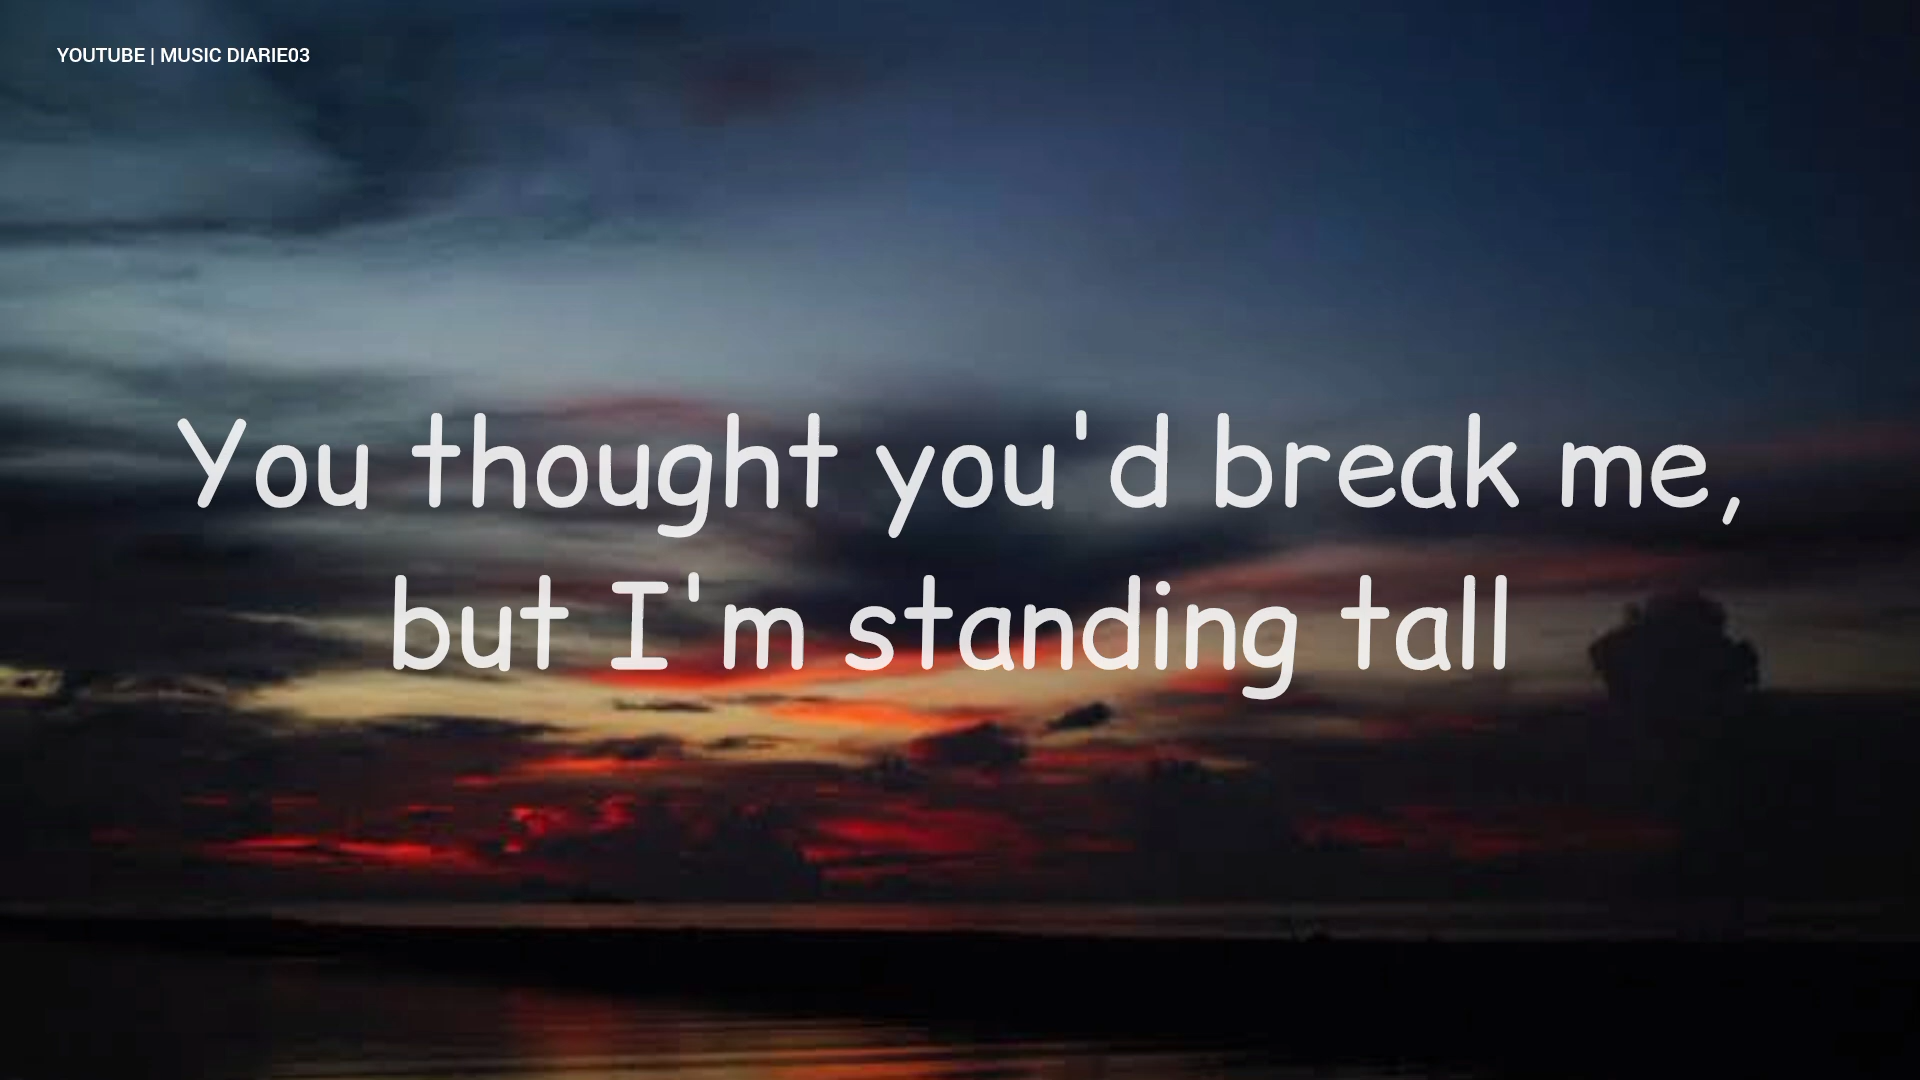 YOUTUBE | MUSIC DIARIE03
You thought you'd break me,
but I'm standing tall